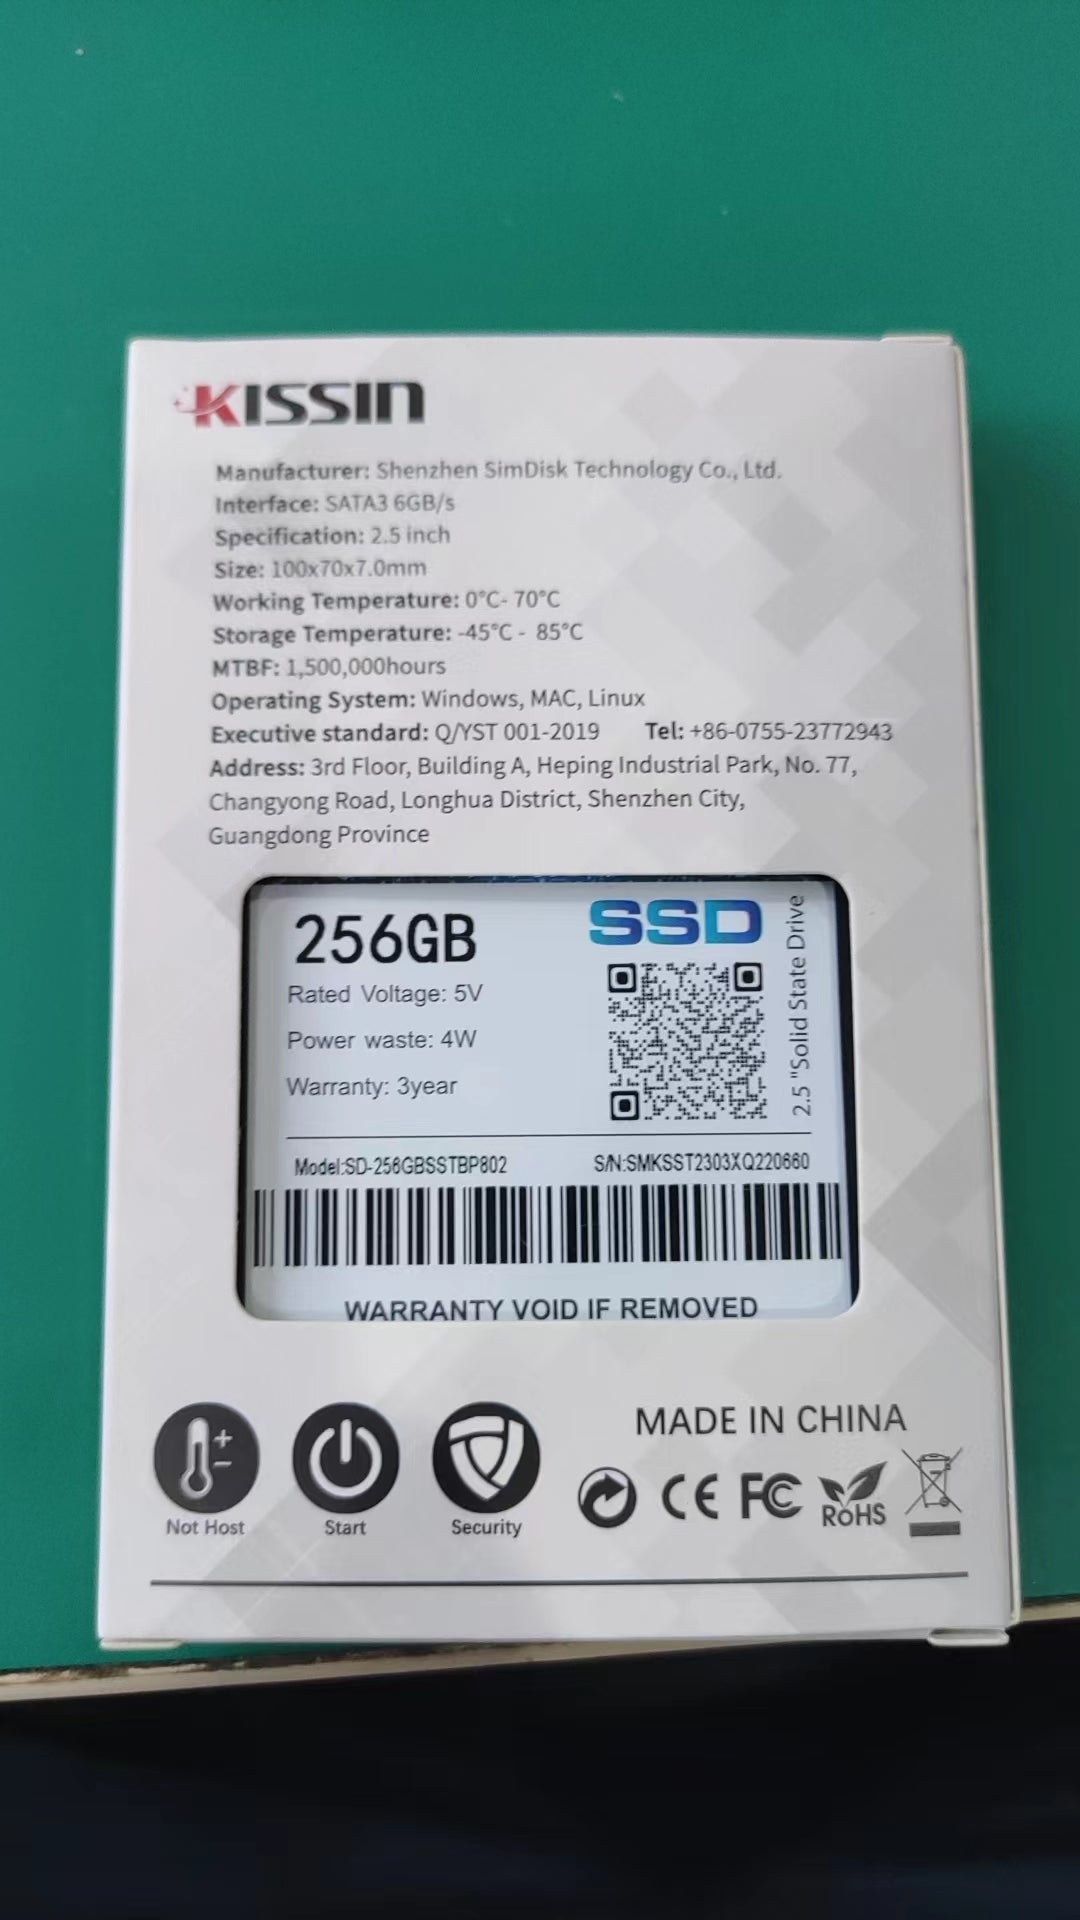 KISSIN
Manufacturer: Shenzhen SimDisk Technology Co., Ltd.
Interface: SATA3 6GB/s
Specification: 2.5 inch
Size: 100x70x7.0mm
Working Temperature: 0°C- 70°C
Storage Temperature: -45°C - 85°C
MTBF: 1,500,000hours
Operating System: Windows, MAC, Linux
Executive standard: Q/YST 001-2019 Tel: +86-0755-23772943
Address: 3rd Floor, Building A, Heping Industrial Park, No. 77,
Changyong Road, Longhua District, Shenzhen City,
Guangdong Province
256GB
Rated Voltage: 5V
Power waste: 4W
Warranty: 3year
SSD
2.5 "Solid State Drive
Model:SD-256GBSSTBP802
S/N:SMKSST2303XQ220660
WARRANTY VOID IF REMOVED
Not Host
Start
Security
MADE IN CHINA
CE FC RoHS